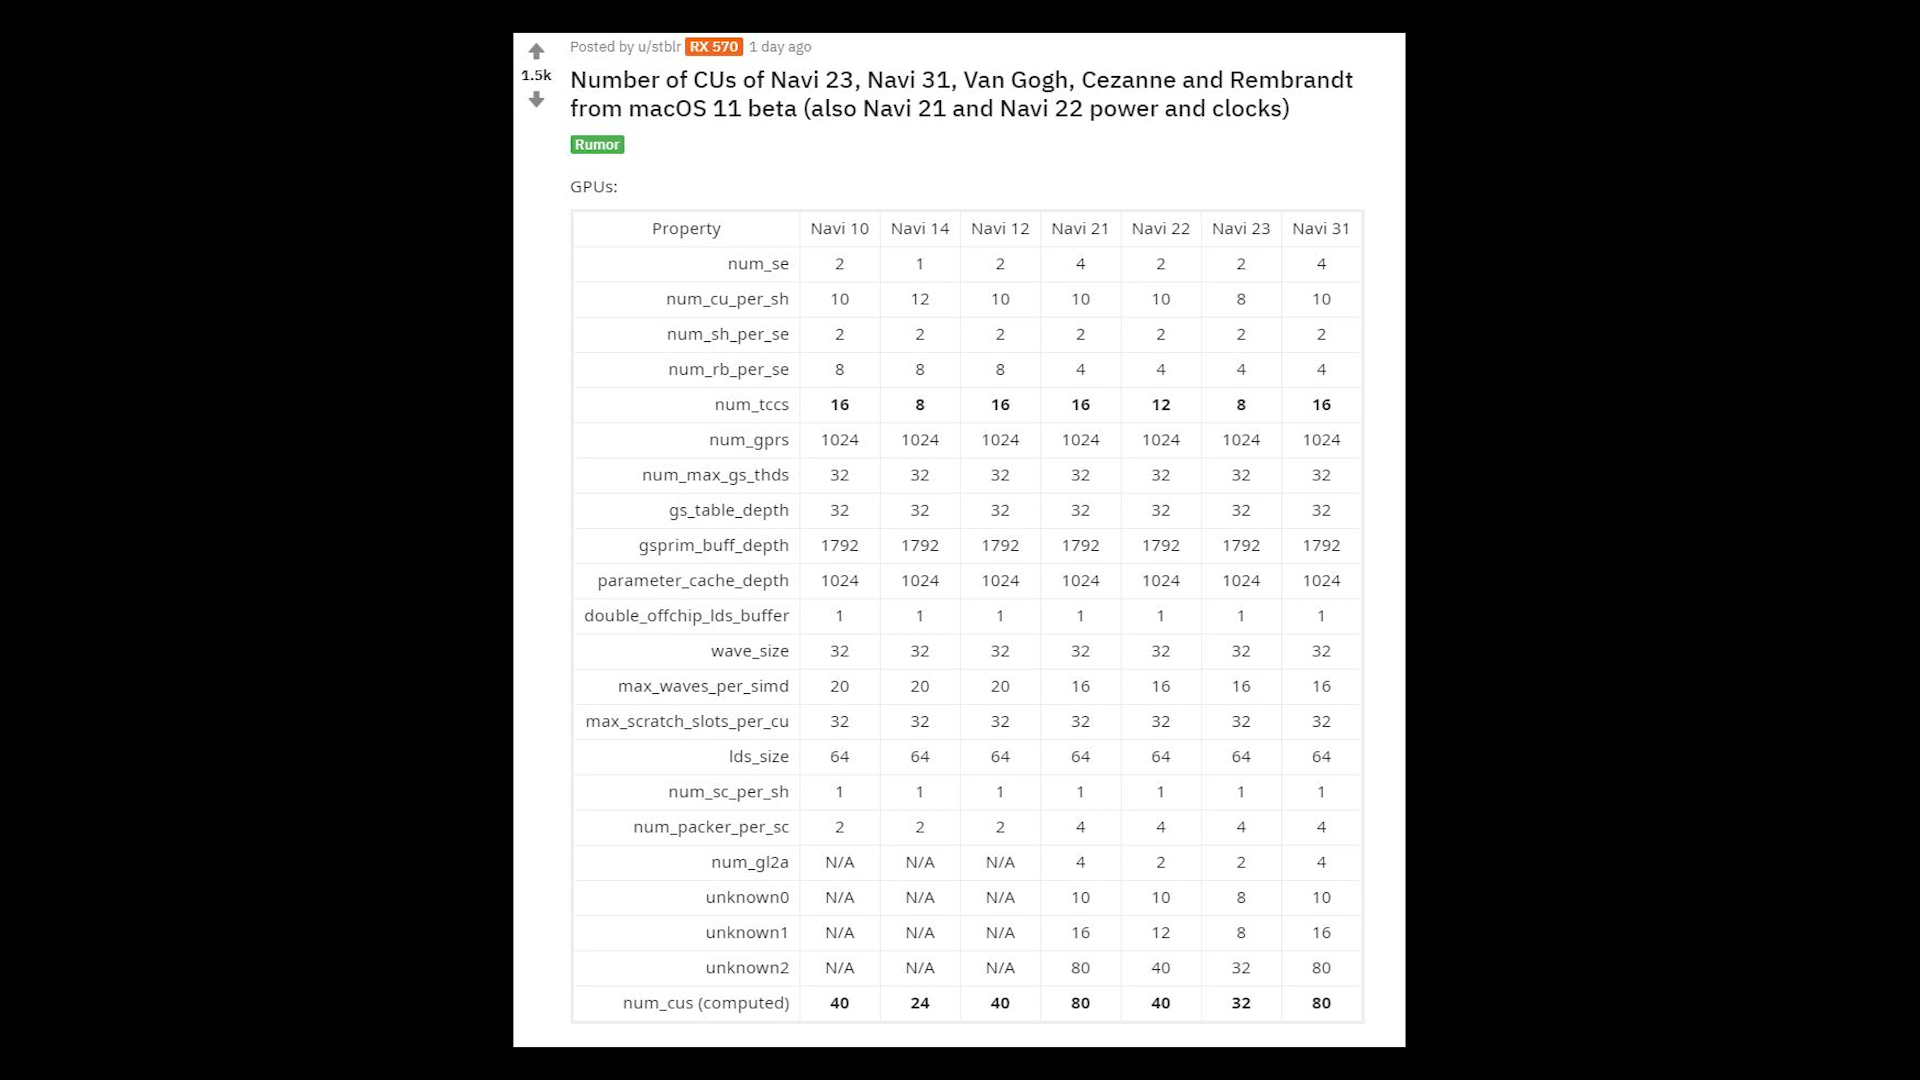 Posted by u/stblr RX 570 1 day ago
1.5k
Number of CUs of Navi 23, Navi 31, Van Gogh, Cezanne and Rembrandt
from macOS 11 beta (also Navi 21 and Navi 22 power and clocks)
Rumor
GPUs:
Property Navi 10 Navi 14 Navi 12 Navi 21 Navi 22 Navi 23 Navi 31
num_se 2 1 2 4 2 2 4
num_cu_per_sh 10 12 10 10 10 8 10
num_sh_per_se 2 2 2 2 2 2 2
num_rb_per_se 8 8 8 4 4 4 4
num_tccs 16 8 16 16 12 8 16
num_gprs 1024 1024 1024 1024 1024 1024 1024
num_max_gs_thds 32 32 32 32 32 32 32
gs_table_depth 32 32 32 32 32 32 32
gsprim_buff_depth 1792 1792 1792 1792 1792 1792 1792
parameter_cache_depth 1024 1024 1024 1024 1024 1024 1024
double_offchip_lds_buffer 1 1 1 1 1 1 1
wave_size 32 32 32 32 32 32 32
max_waves_per_simd 20 20 20 16 16 16 16
max_scratch_slots_per_cu 32 32 32 32 32 32 32
lds_size 64 64 64 64 64 64 64
num_sc_per_sh 1 1 1 1 1 1 1
num_packer_per_sc 2 2 2 4 4 4 4
num_gl2a N/A N/A N/A 4 2 2 4
unknown0 N/A N/A N/A 10 10 8 10
unknown1 N/A N/A N/A 16 12 8 16
unknown2 N/A N/A N/A 80 40 32 80
num_cus (computed) 40 24 40 80 40 32 80